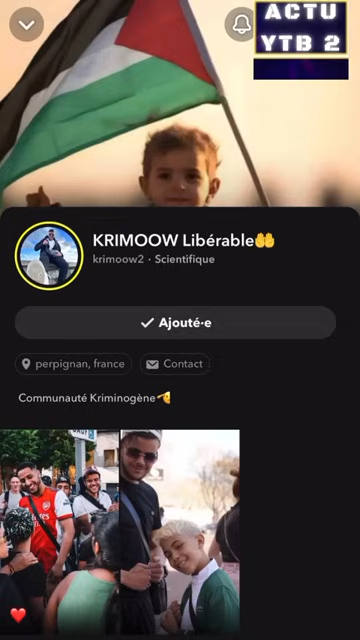 ACTU
YTB 2
KRIMOOW Libérable🤲
krimoow2 · Scientifique
✓ Ajouté·e
perpignan, france
Contact
Communauté Kriminogène🫡